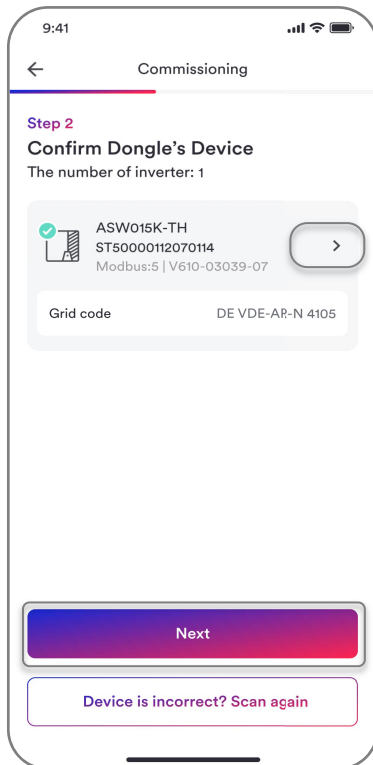 9:41
Commissioning
Step 2
Confirm Dongle's Device
The number of inverter: 1
ASW015K-TH
ST50000112070114
Modbus:5 | V610-03039-07
Grid code DE VDE-AR-N 4105
Next
Device is incorrect? Scan again